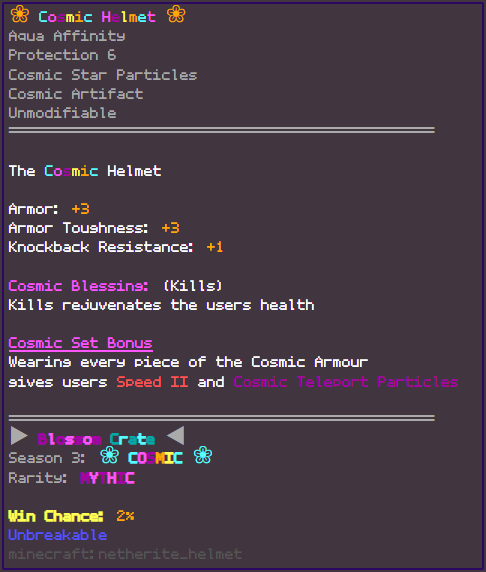 ❀ Cosmic Helmet ❀
Aqua Affinity
Protection 6
Cosmic Star Particles
Cosmic Artifact
Unmodifiable
The Cosmic Helmet
Armor: +3
Armor Toughness: +3
Knockback Resistance: +1
Cosmic Blessing: (Kills)
Kills rejuvenates the users health
Cosmic Set Bonus
Wearing every piece of the Cosmic Armour
gives users Speed II and Cosmic Teleport Particles
▶ Blossom Crate ◀
Season 3: ❀ COSMIC ❀
Rarity: MYTHIC
Win Chance: 2%
Unbreakable
minecraft:netherite_helmet